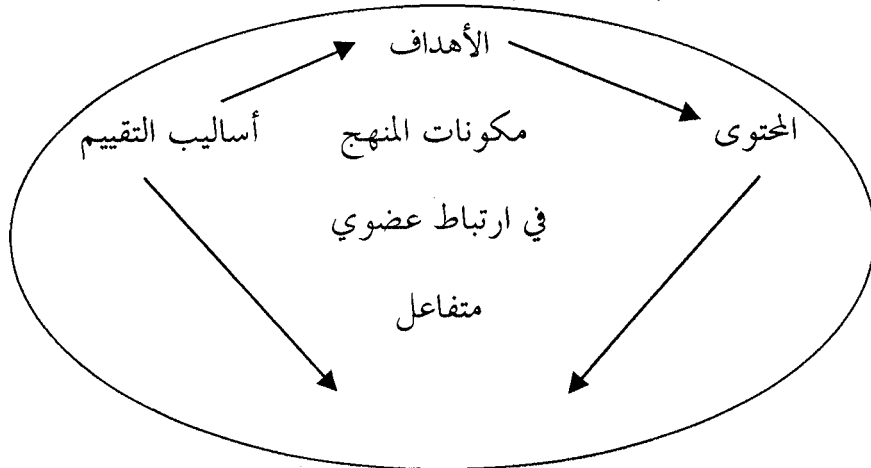 الأهداف
المحتوى
مكونات المنهج
أساليب التقييم
في ارتباط عضوي
متفاعل